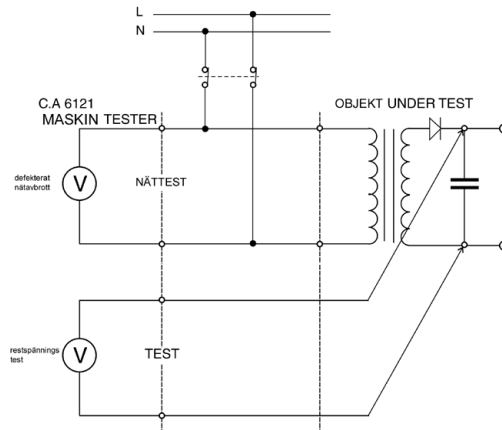 L
N
C.A 6121
MASKIN TESTER
OBJEKT UNDER TEST
defekterat
nätavbrott
V
NÄTTEST
restspännings
test
V
TEST